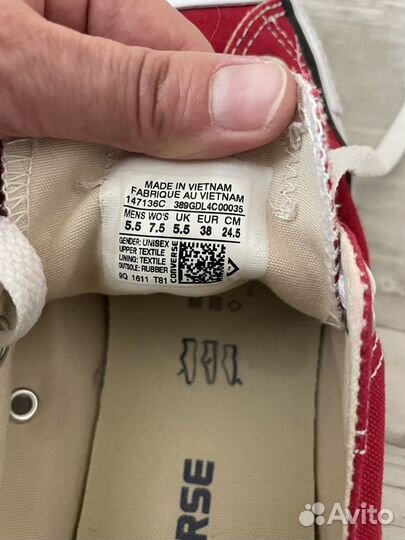 MADE IN VIETNAM
FABRIQUE AU VIETNAM
147136C 389GDL4C00035
MENS WO'S UK EUR CM
5.5 7.5 5.5 38 24.5
GENDER: UNISEX
UPPER: TEXTILE
LINING: TEXTILE
OUTSOLE: RUBBER
9Q 1611 T81
CONVERSE
RSE
Avito